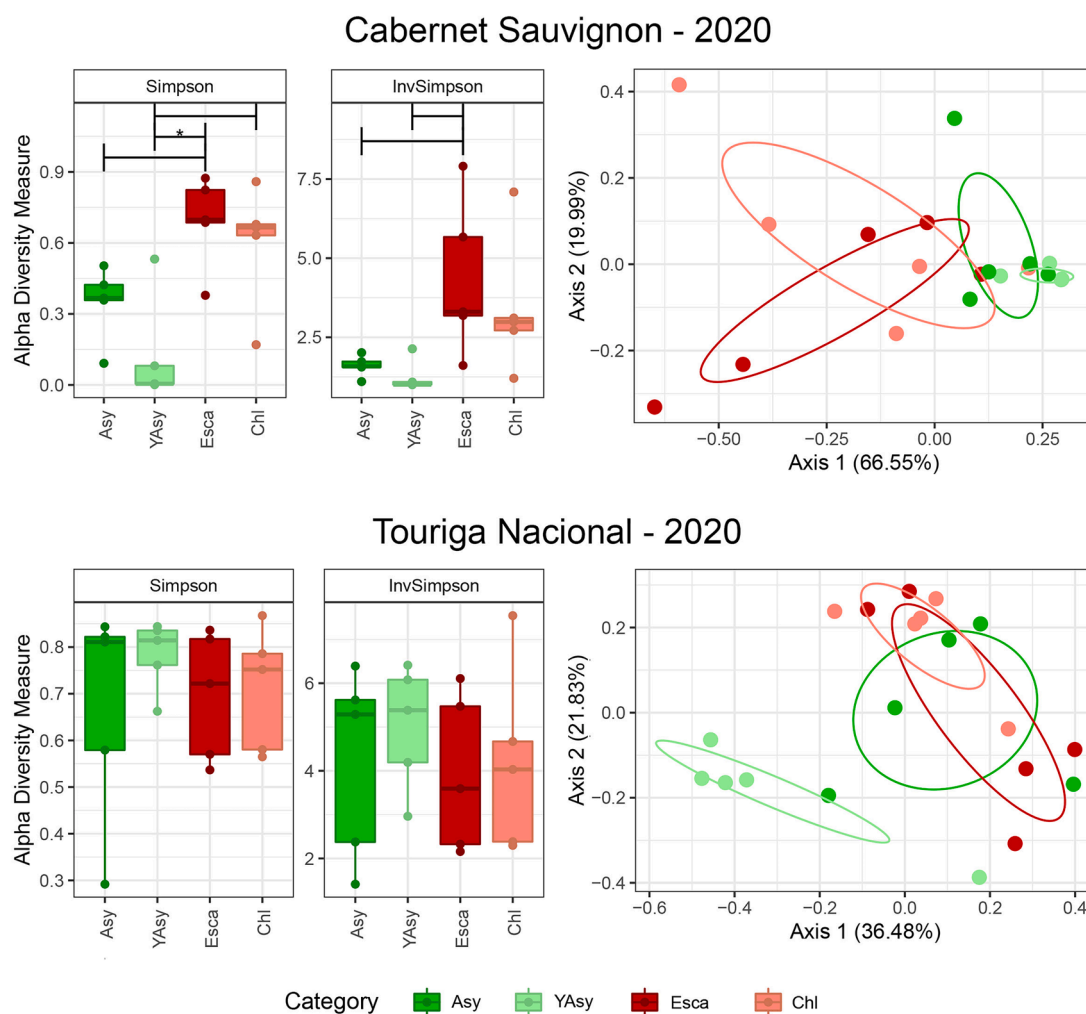 Cabernet Sauvignon - 2020
Simpson
InvSimpson
Alpha Diversity Measure
0.9
0.6
0.3
0.0
*
Asy
YAsy
Esca
Chl
7.5
5.0
2.5
Asy
YAsy
Esca
Chl
Axis 2 (19.99%)
0.4
0.2
0.0
−0.2
−0.50
−0.25
0.00
0.25
Axis 1 (66.55%)
Touriga Nacional - 2020
Simpson
InvSimpson
Alpha Diversity Measure
0.8
0.7
0.6
0.5
0.4
0.3
Asy
YAsy
Esca
Chl
6
4
2
Asy
YAsy
Esca
Chl
Axis 2 (21.83%)
0.2
0.0
−0.2
−0.4
−0.6
−0.4
−0.2
0.0
0.2
0.4
Axis 1 (36.48%)
Category Asy YAsy Esca Chl